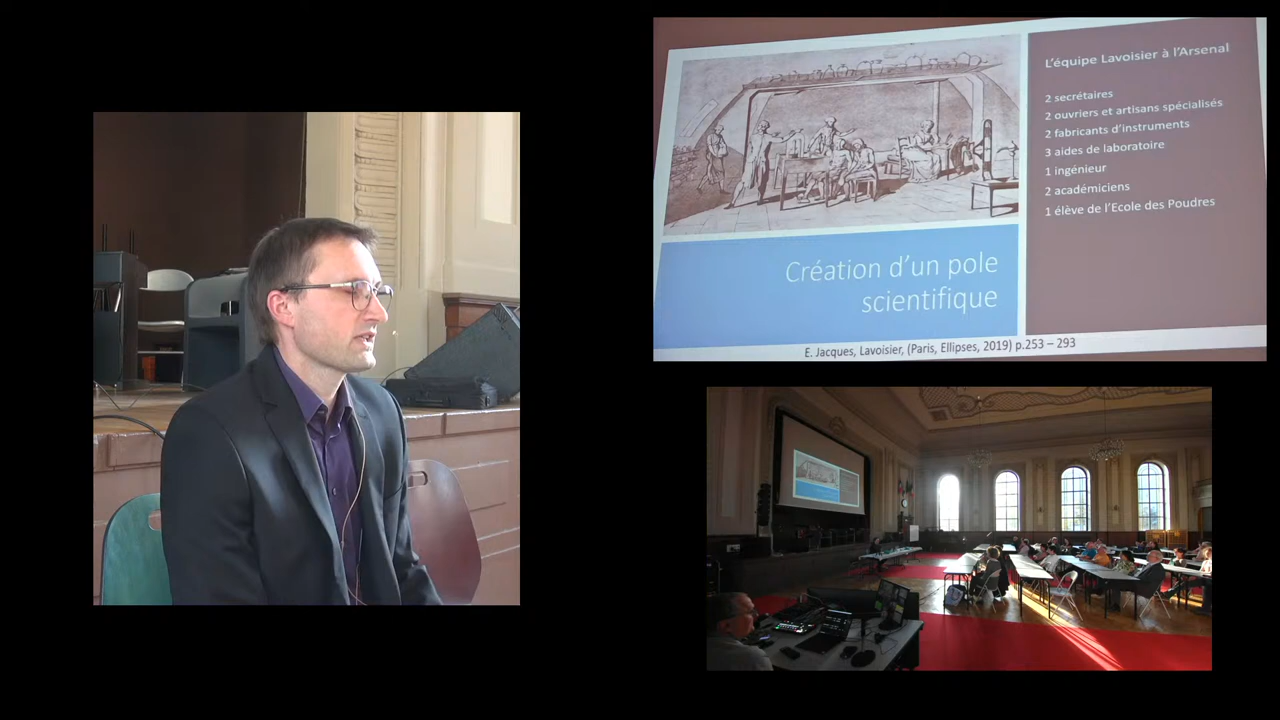 L'équipe Lavoisier à l'Arsenal
2 secrétaires
2 ouvriers et artisans spécialisés
2 fabricants d'instruments
3 aides de laboratoire
1 ingénieur
2 académiciens
1 élève de l'Ecole des Poudres
Création d'un pole
scientifique
E. Jacques, Lavoisier, (Paris, Ellipses, 2019) p.253 – 293